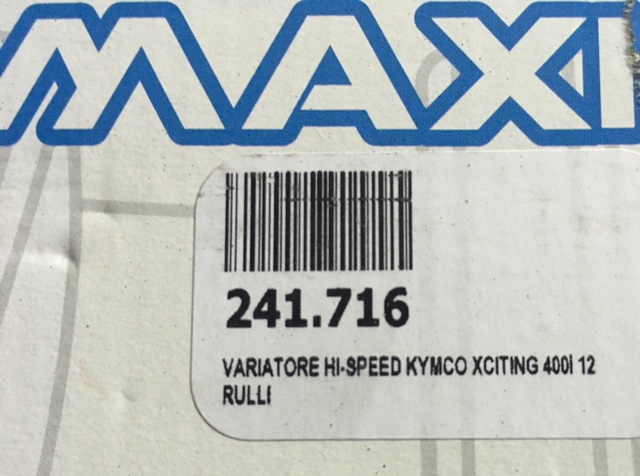 MAXI
241.716
VARIATORE HI-SPEED KYMCO XCITING 400i 12
RULLI